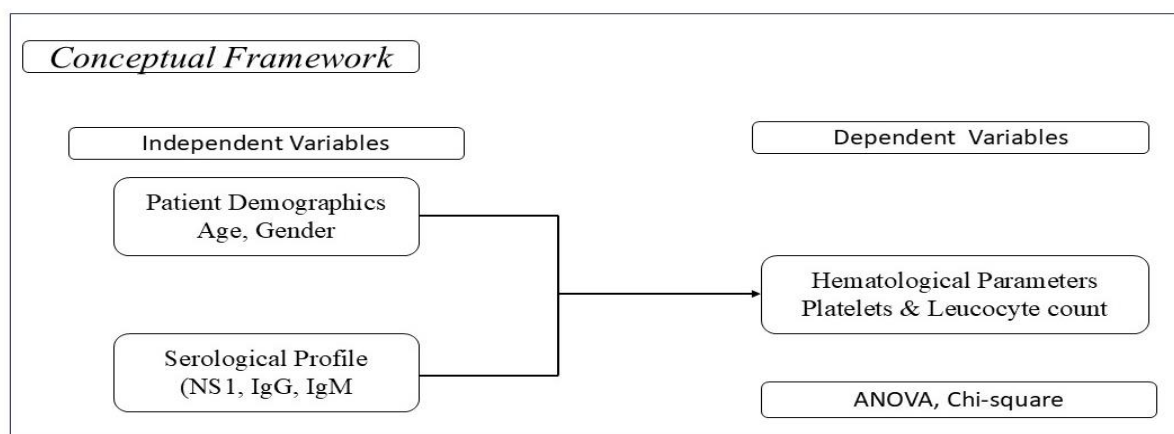 Conceptual Framework
Independent Variables
Dependent Variables
Patient Demographics
Age, Gender
Hematological Parameters
Platelets & Leucocyte count
Serological Profile
(NS1, IgG, IgM
ANOVA, Chi-square